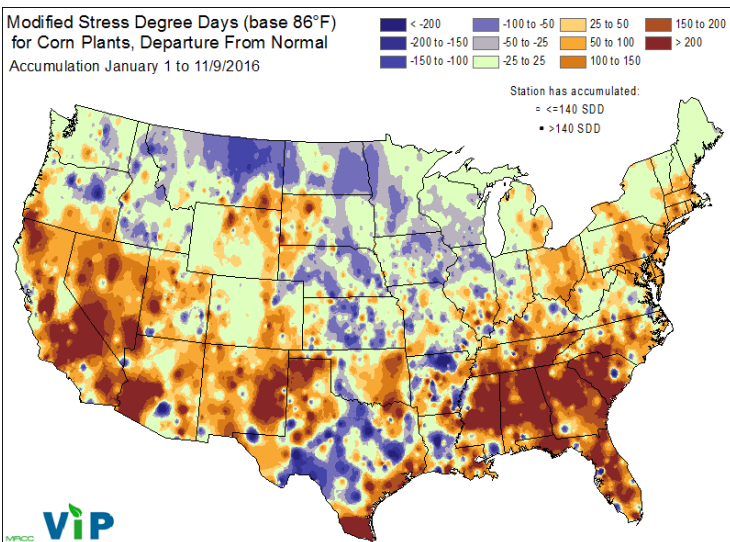 Modified Stress Degree Days (base 86°F)
for Corn Plants, Departure From Normal
Accumulation January 1 to 11/9/2016
< -200
-200 to -150
-150 to -100
-100 to -50
-50 to -25
-25 to 25
25 to 50
50 to 100
100 to 150
150 to 200
> 200
Station has accumulated:
<=140 SDD
>140 SDD
MRCC
ViP